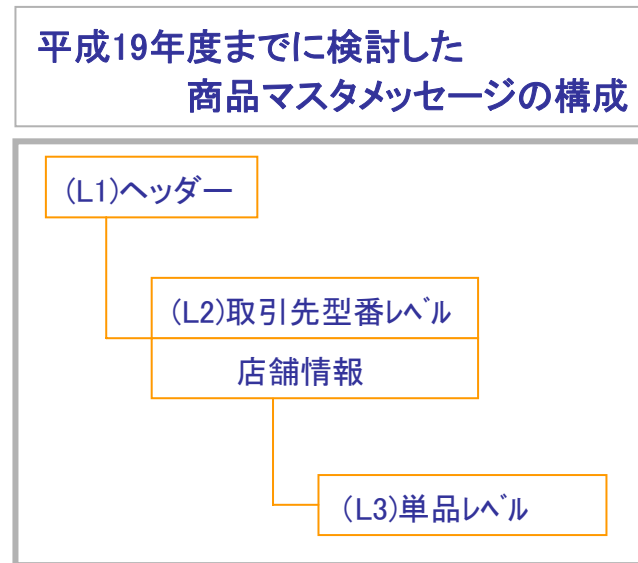 平成19年度までに検討した
商品マスタメッセージの構成
(L1)ヘッダー
(L2)取引先型番ﾚﾍﾞﾙ
店舗情報
(L3)単品ﾚﾍﾞﾙ